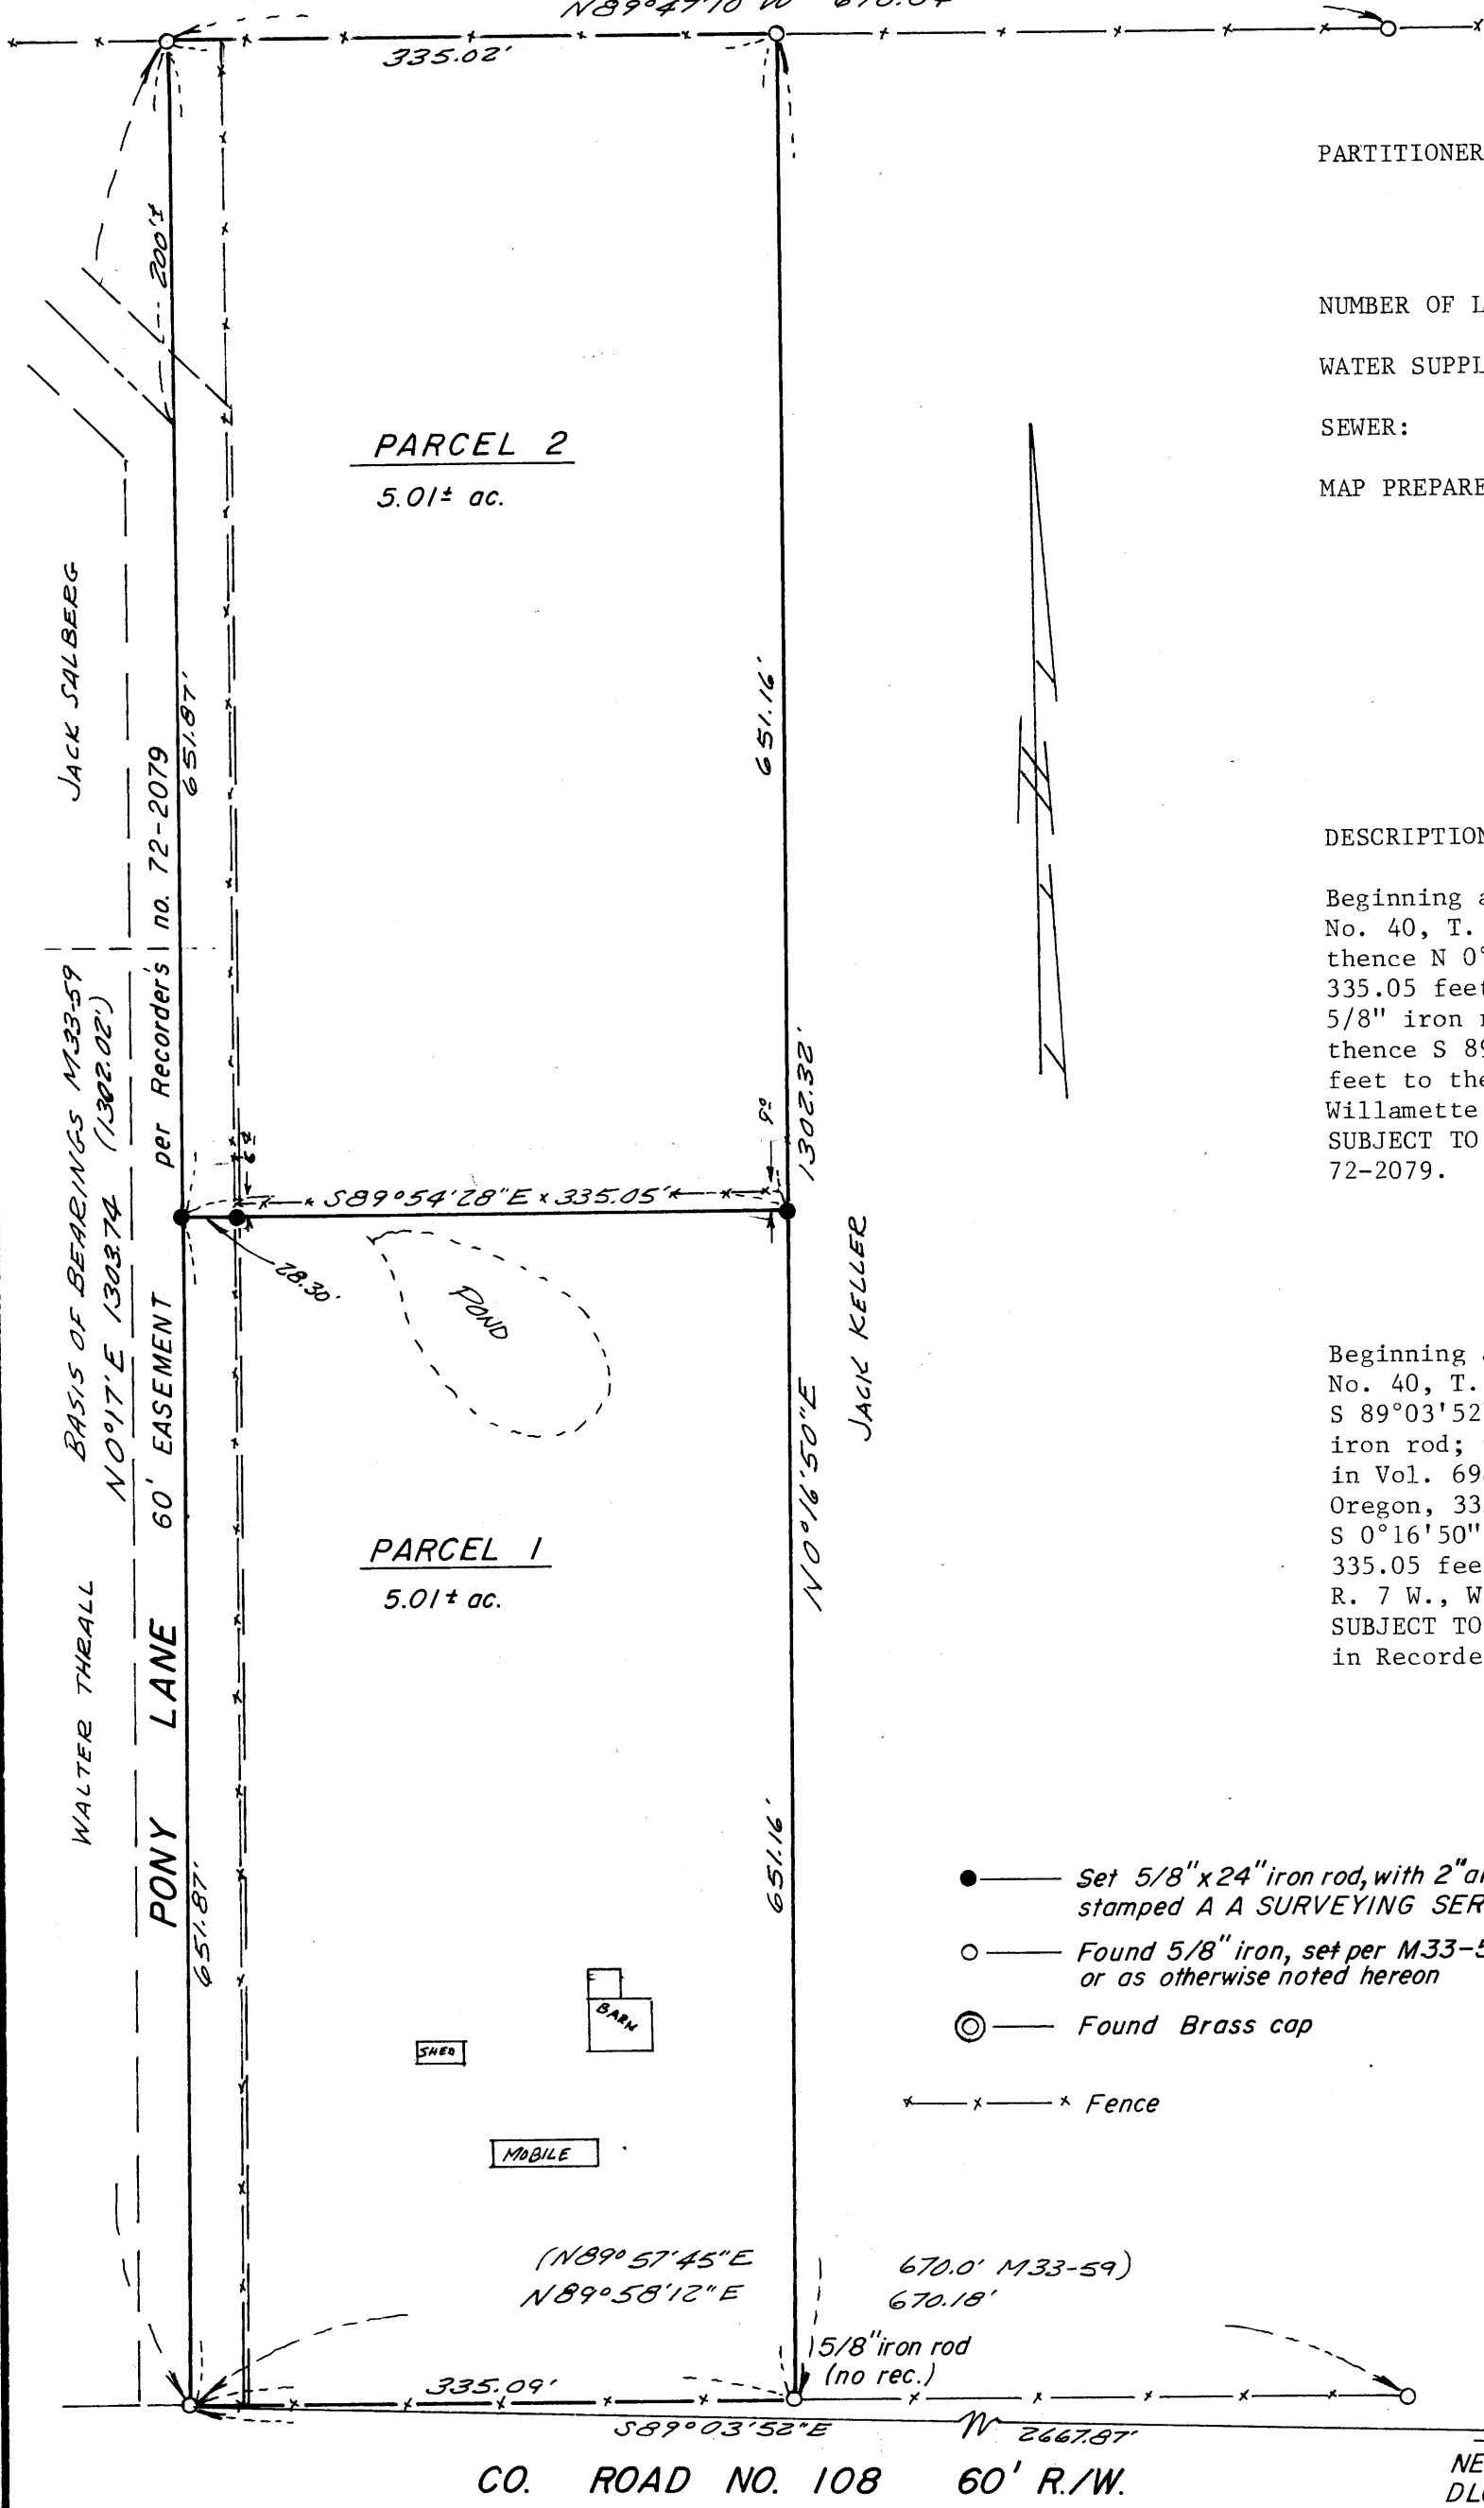 335.02'
PARTITIONER
NUMBER OF L
WATER SUPPL
SEWER:
MAP PREPARE
200'±
PARCEL 2
5.01± ac.
JACK SALBERG
651.87'
651.16'
60' EASEMENT per Recorder's no. 72-2079
DESCRIPTION
Beginning a
No. 40, T.
thence N 0°
335.05 feet
5/8" iron r
thence S 89
feet to the
Willamette
SUBJECT TO
72-2079.
BASIS OF BEARINGS M33-59
N0°17'E 1303.74 (1302.02')
1302.32'
S89°54'28"E 335.05'
28.30'
POND
JACK KELLER
N0°16'50"E
Beginning a
No. 40, T.
S 89°03'52
iron rod;
in Vol. 69
Oregon, 33
S 0°16'50"
335.05 fee
R. 7 W., W
SUBJECT TO
in Recorde
PARCEL 1
5.01± ac.
WALTER THRALL
PONY LANE
651.87'
651.16'
Set 5/8"x24" iron rod, with 2" al
stamped A A SURVEYING SER
Found 5/8" iron, set per M33-5
or as otherwise noted hereon
Found Brass cap
Fence
BARN
SHED
MOBILE
(N89°57'45"E 670.0' M33-59)
N89°58'12"E 670.18'
5/8" iron rod
(no rec.)
335.09'
S89°03'52"E 2667.87'
CO. ROAD NO. 108 60' R./W.
NE
DL